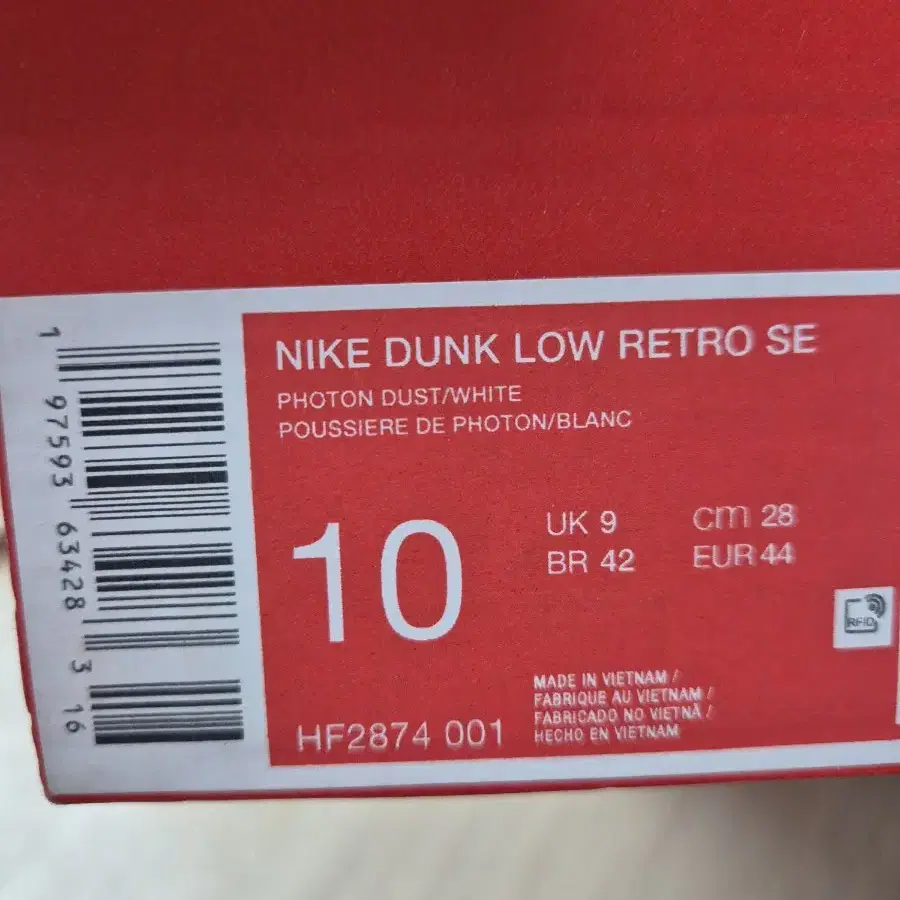 NIKE DUNK LOW RETRO SE
PHOTON DUST/WHITE
POUSSIERE DE PHOTON/BLANC
10
UK 9
cm 28
BR 42
EUR 44
HF2874 001
MADE IN VIETNAM /
FABRIQUE AU VIETNAM /
FABRICADO NO VIETNÃ /
HECHO EN VIETNAM
RFID
1 97593 63428 3 16